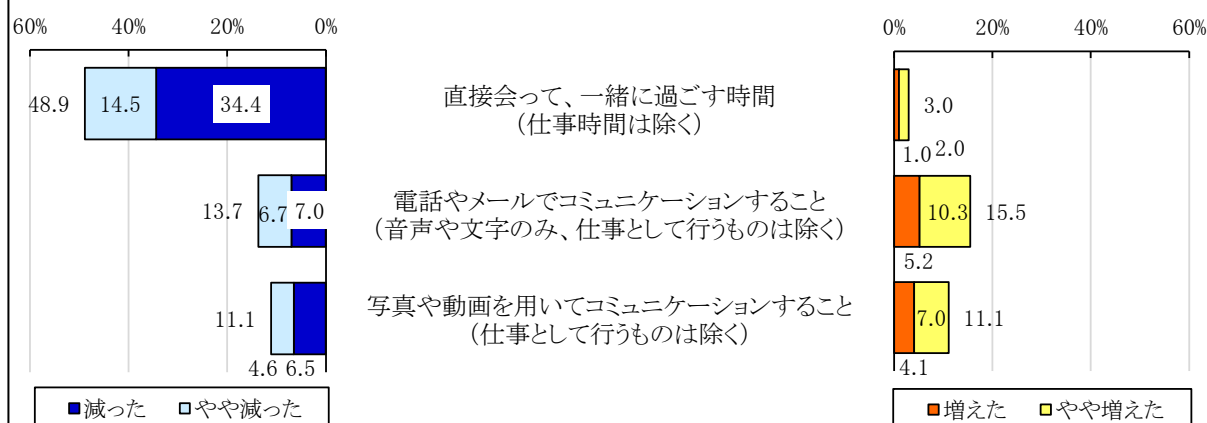 60% 40% 20% 0% 0% 20% 40% 60%
48.9 14.5 34.4 直接会って、一緒に過ごす時間 3.0
(仕事時間は除く)
1.0 2.0
13.7 6.7 7.0 電話やメールでコミュニケーションすること 10.3 15.5
(音声や文字のみ、仕事として行うものは除く)
5.2
11.1 写真や動画を用いてコミュニケーションすること 7.0 11.1
(仕事として行うものは除く)
4.6 6.5 4.1
減った やや減った 増えた やや増えた